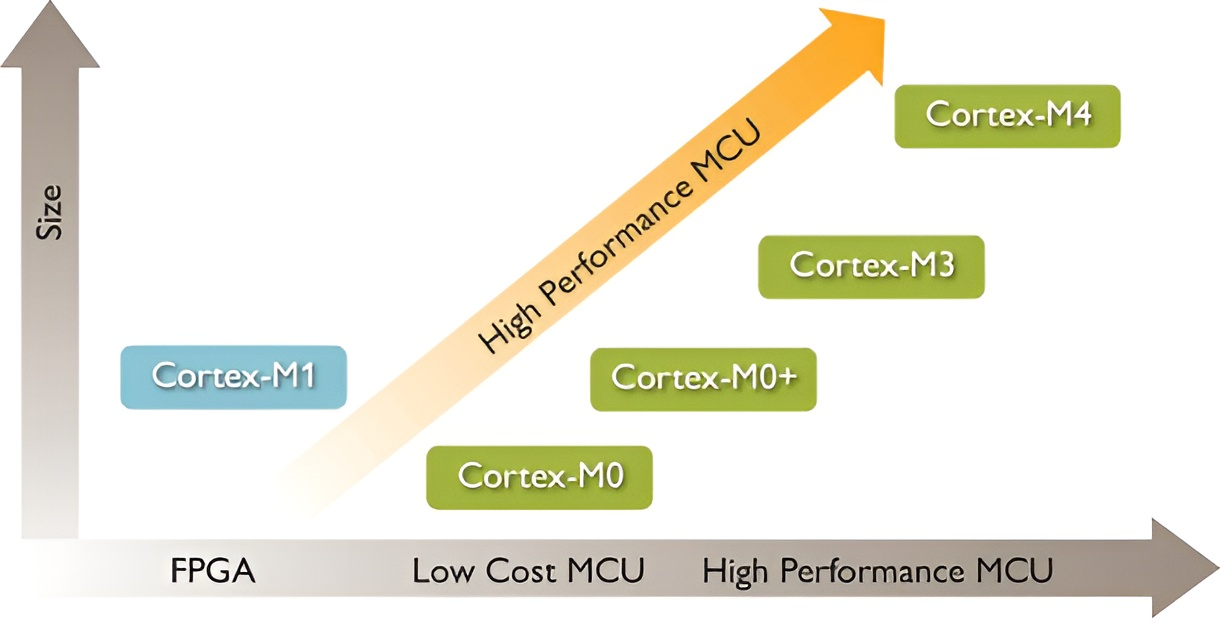 Size
High Performance MCU
Cortex-M4
Cortex-M3
Cortex-M1
Cortex-M0+
Cortex-M0
FPGA
Low Cost MCU
High Performance MCU